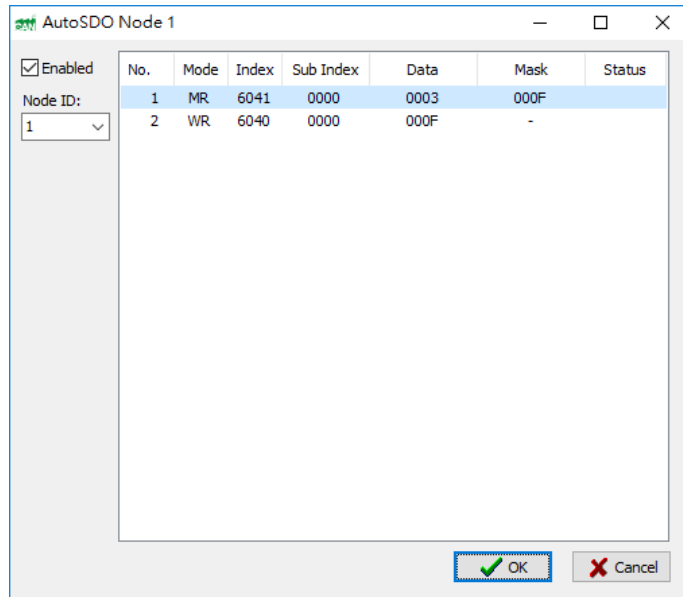 CAN AutoSDO Node 1
Enabled
Node ID:
1
No. Mode Index Sub Index Data Mask Status
1 MR 6041 0000 0003 000F
2 WR 6040 0000 000F -
OK Cancel